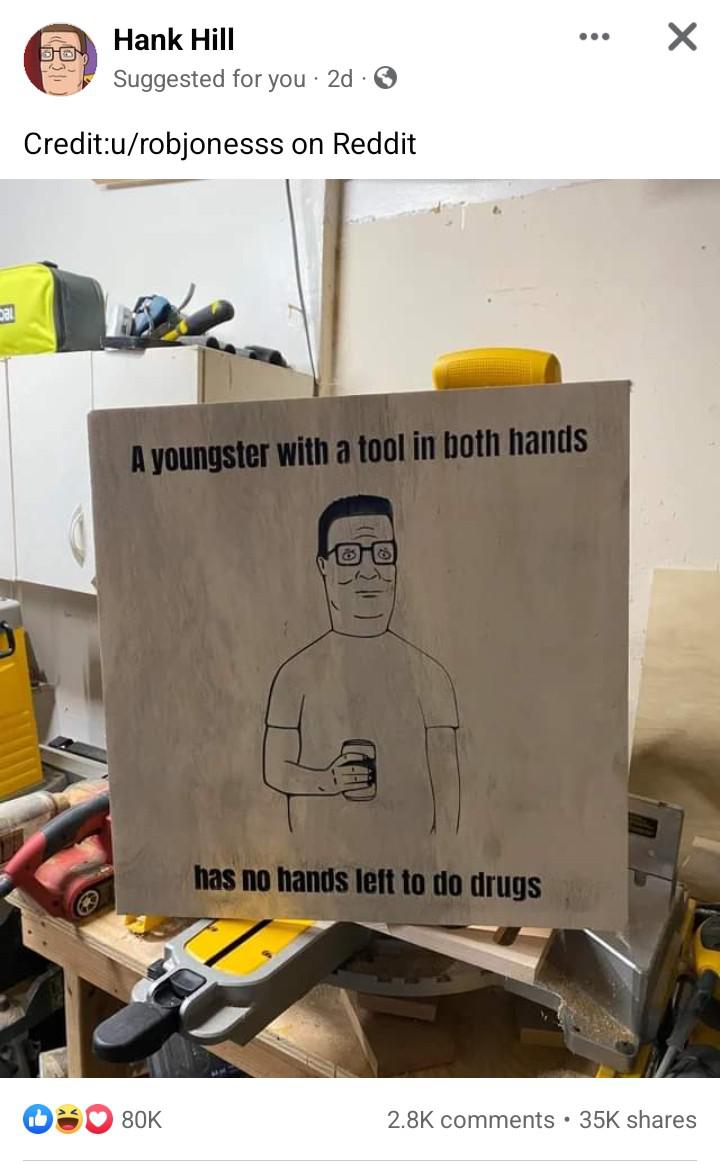 Hank Hill
Suggested for you · 2d ·
Credit:u/robjonesss on Reddit
A youngster with a tool in both hands
has no hands left to do drugs
80K
2.8K comments • 35K shares